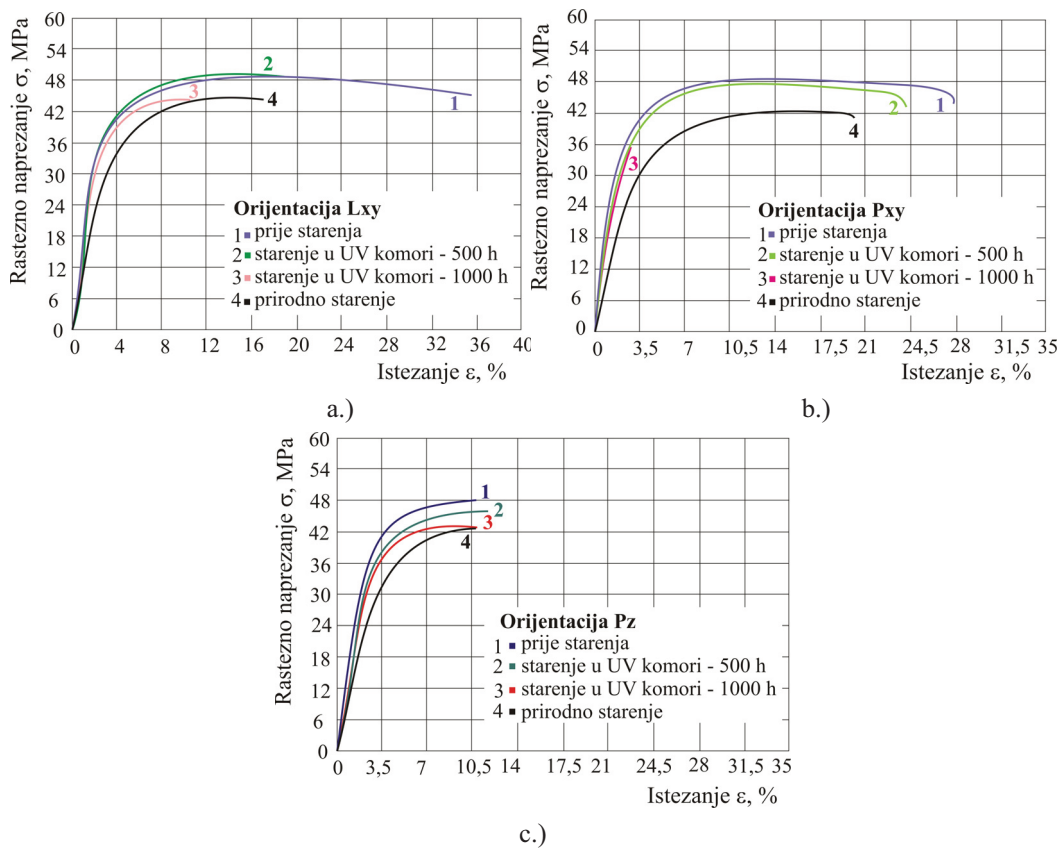 Rastezno naprezanje σ, MPa
60
54
48
42
36
30
24
18
12
6
0
2
3
4
1
Orijentacija Lxy
1 prije starenja
2 starenje u UV komori - 500 h
3 starenje u UV komori - 1000 h
4 prirodno starenje
0 4 8 12 16 20 24 28 32 36 40
Istezanje ε, %
a.)
Rastezno naprezanje σ, MPa
60
54
48
42
36
30
24
18
12
6
0
2
1
4
3
Orijentacija Pxy
1 prije starenja
2 starenje u UV komori - 500 h
3 starenje u UV komori - 1000 h
4 prirodno starenje
0 3,5 7 10,5 14 17,5 21 24,5 28 31,5 35
Istezanje ε, %
b.)
Rastezno naprezanje σ, MPa
60
54
48
42
36
30
24
18
12
6
0
1
2
3
4
Orijentacija Pz
1 prije starenja
2 starenje u UV komori - 500 h
3 starenje u UV komori - 1000 h
4 prirodno starenje
0 3,5 7 10,5 14 17,5 21 24,5 28 31,5 35
Istezanje ε, %
c.)